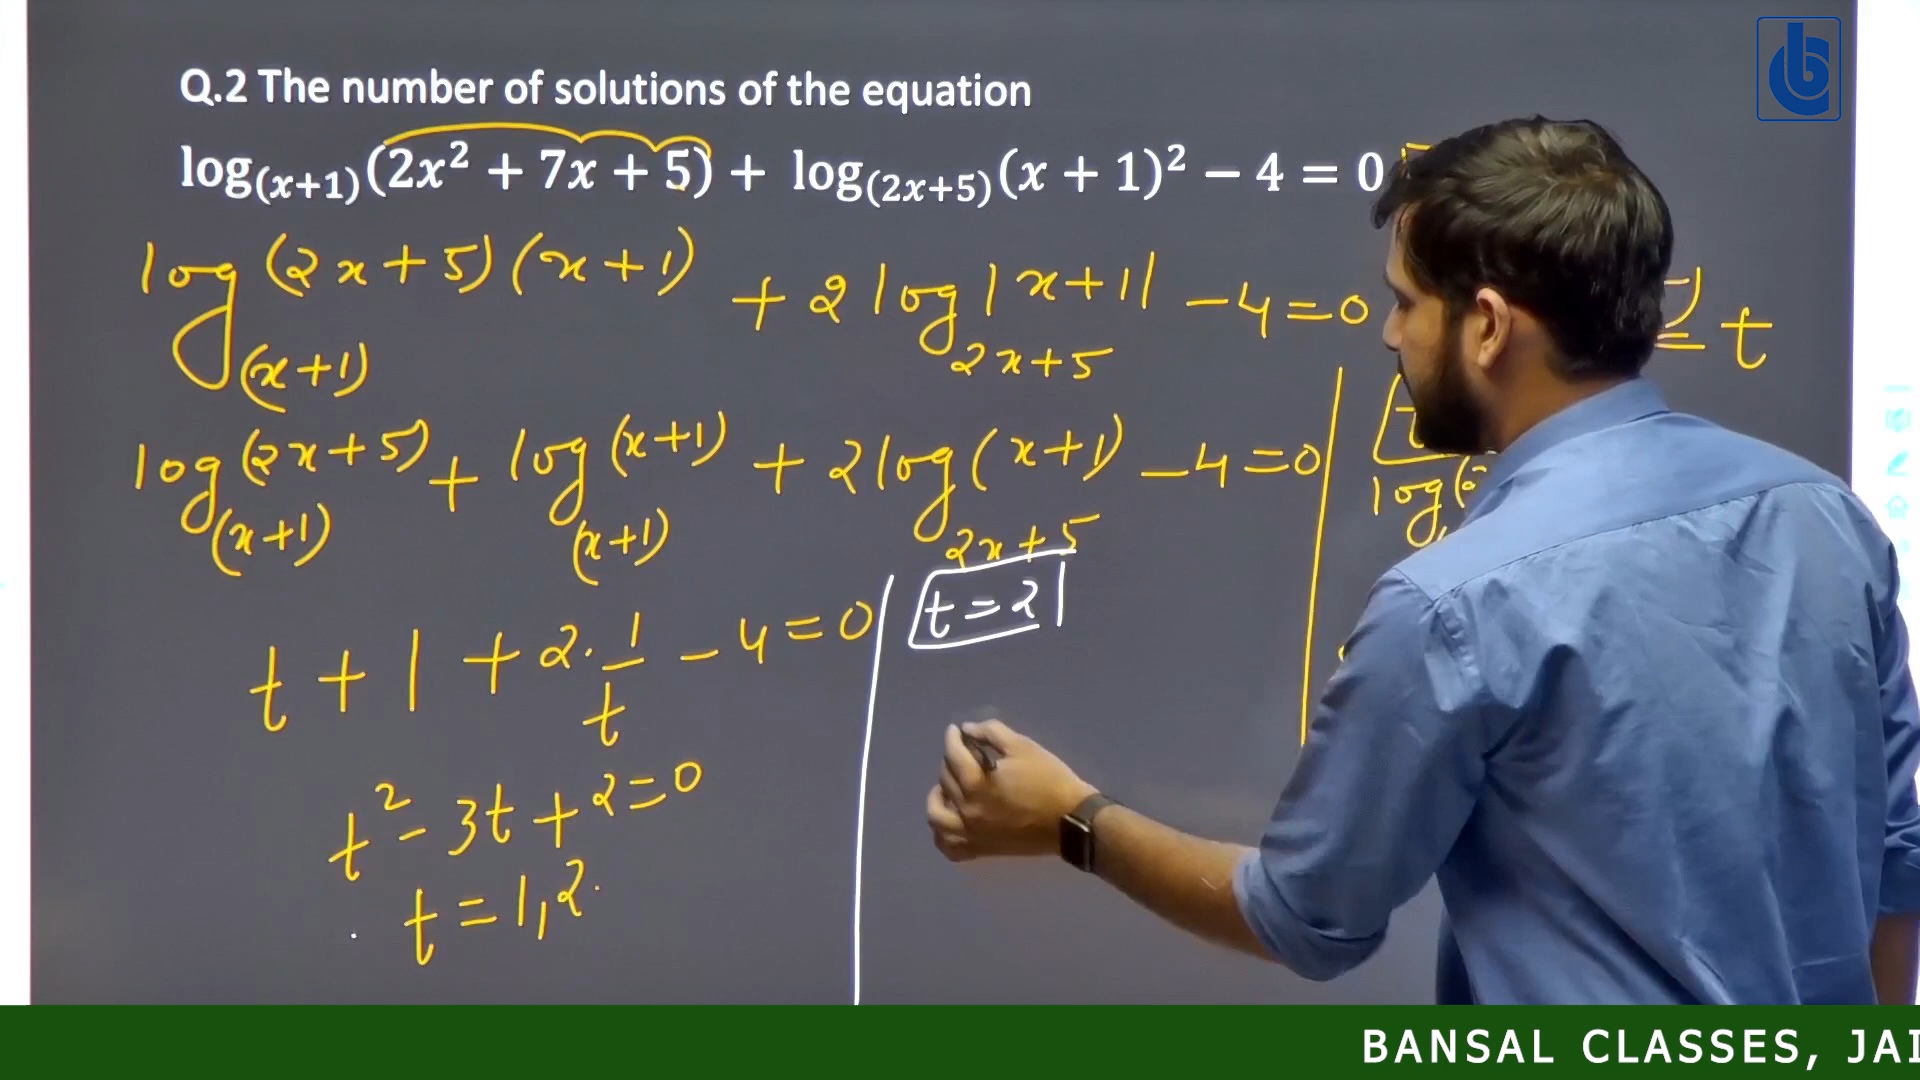 Q.2 The number of solutions of the equation
log₍ₓ₊₁₎(2x² + 7x + 5) + log₍₂ₓ₊₅₎(x + 1)² − 4 = 0
log₍ₓ₊₁₎ (2x+5)(x+1) + 2 log₂ₓ₊₅ |x+1| − 4 = 0
= t
log₍ₓ₊₁₎ (2x+5) + log₍ₓ₊₁₎ (x+1) + 2 log₂ₓ₊₅ (x+1) − 4 = 0
log
t + 1 + 2·1/t − 4 = 0
t = 2
t² − 3t + 2 = 0
t = 1, 2.
BANSAL CLASSES, JAI